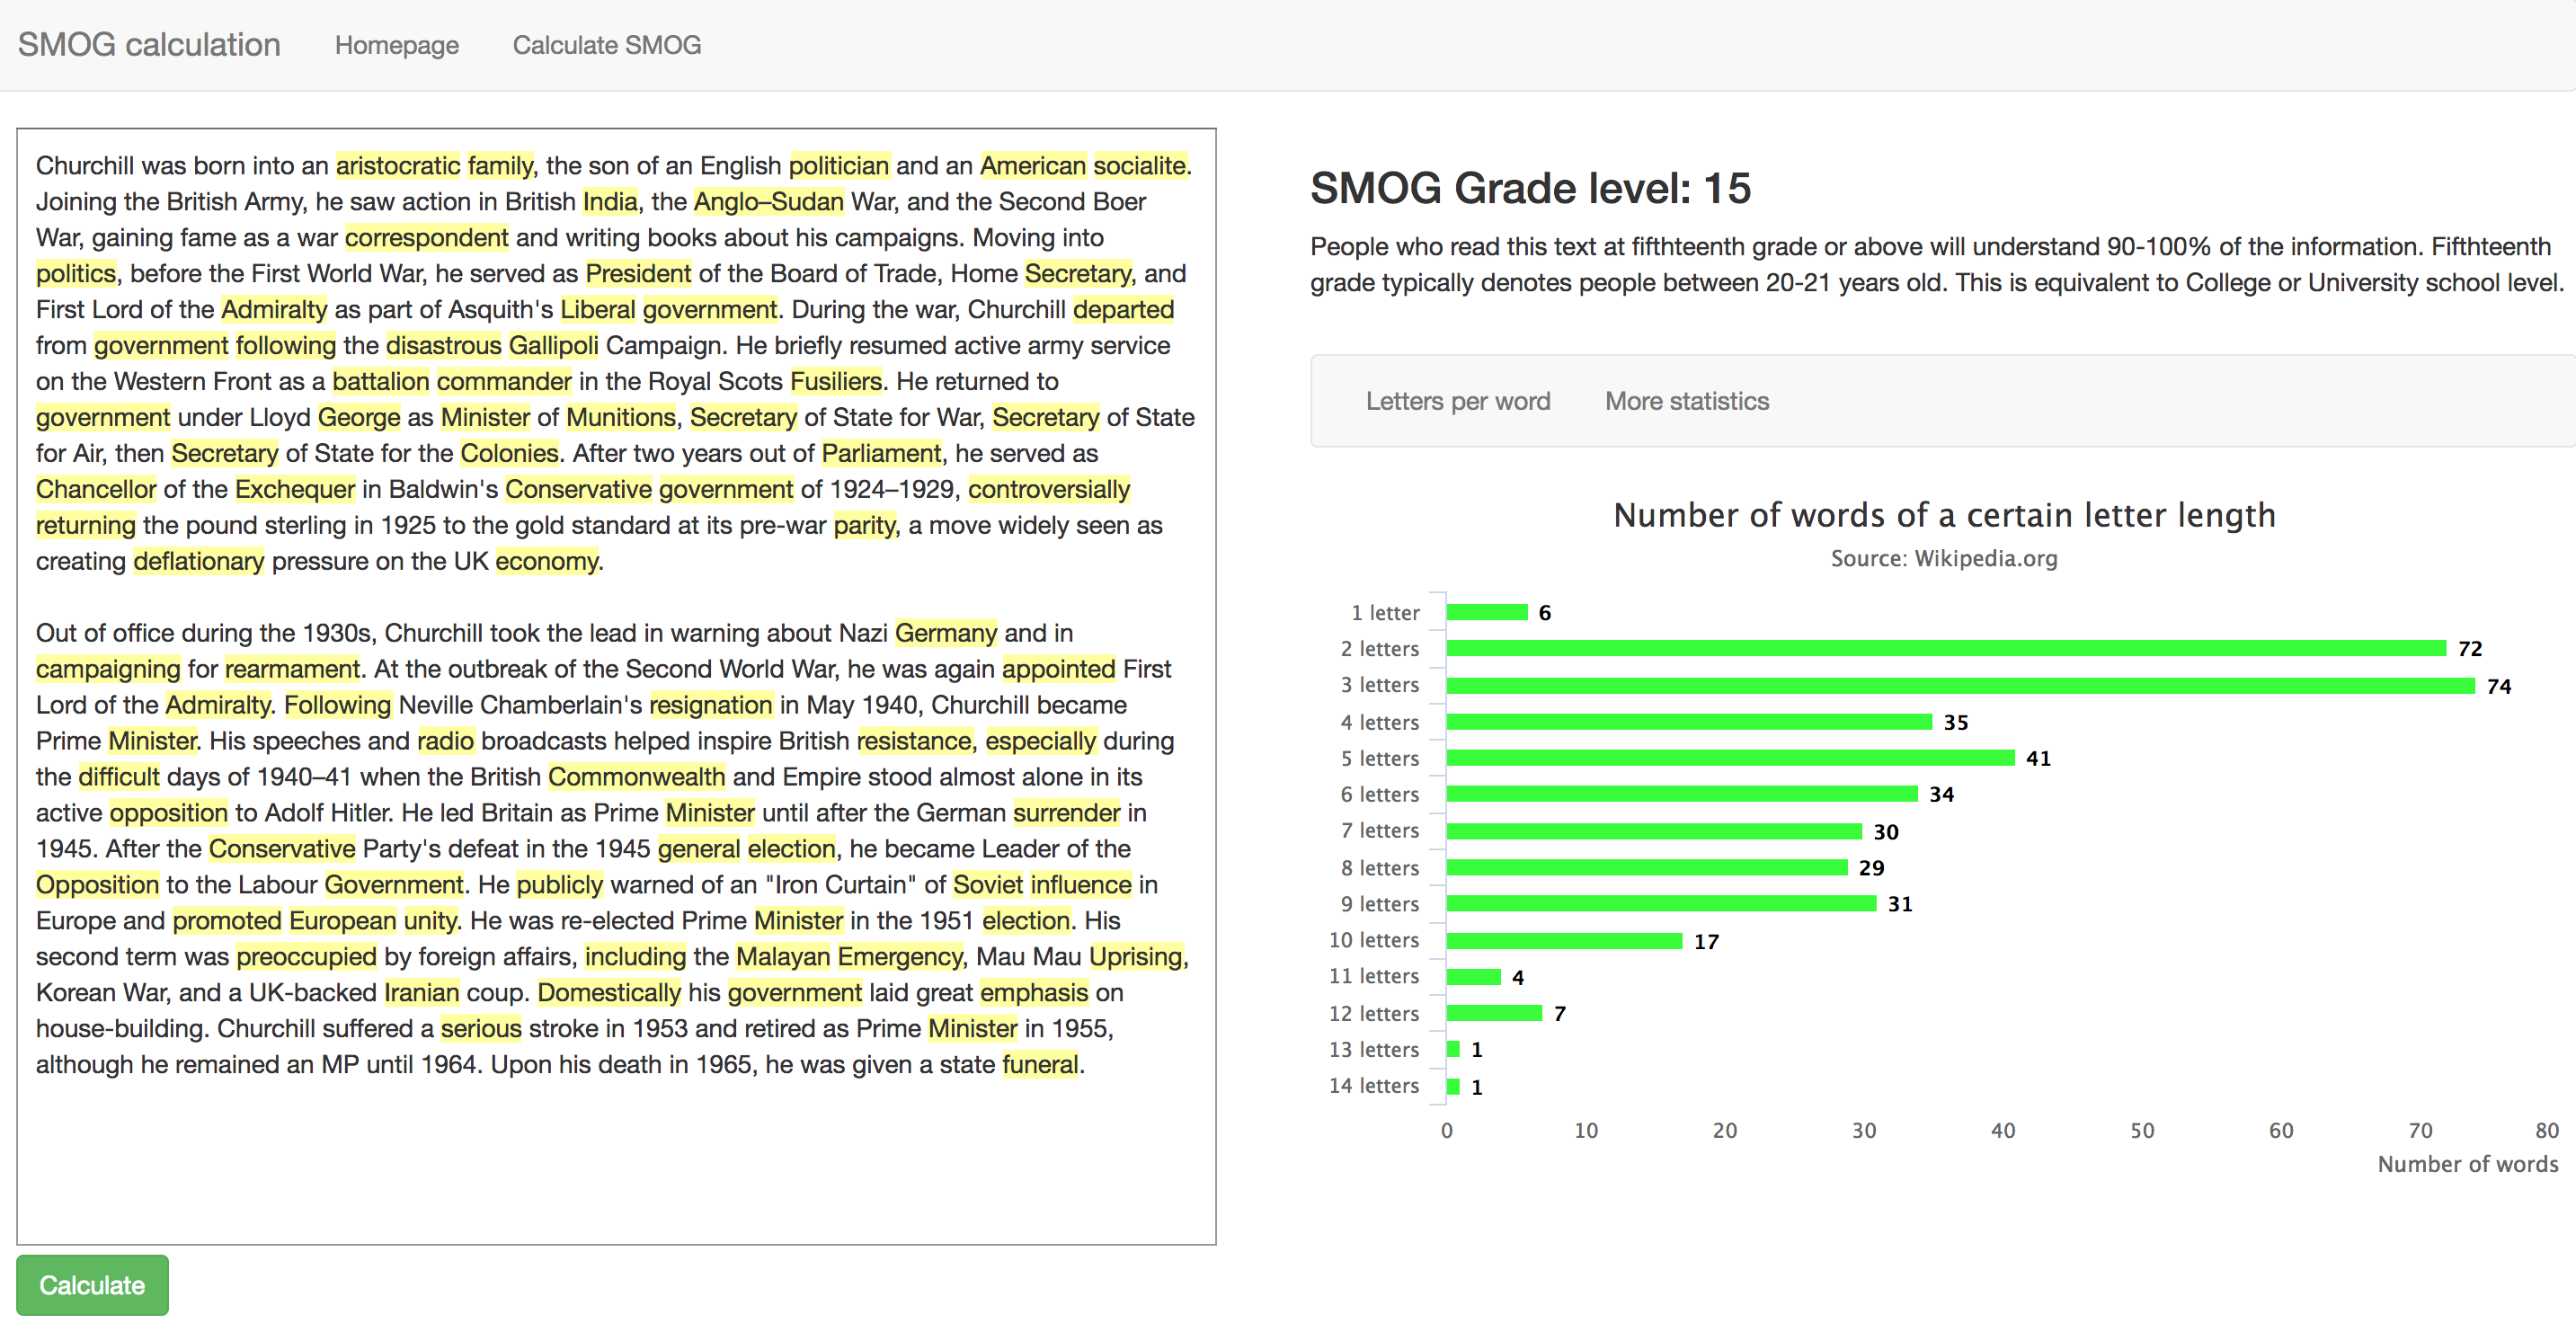 SMOG calculation Homepage Calculate SMOG
Churchill was born into an aristocratic family, the son of an English politician and an American socialite.
Joining the British Army, he saw action in British India, the Anglo–Sudan War, and the Second Boer
War, gaining fame as a war correspondent and writing books about his campaigns. Moving into
politics, before the First World War, he served as President of the Board of Trade, Home Secretary, and
First Lord of the Admiralty as part of Asquith's Liberal government. During the war, Churchill departed
from government following the disastrous Gallipoli Campaign. He briefly resumed active army service
on the Western Front as a battalion commander in the Royal Scots Fusiliers. He returned to
government under Lloyd George as Minister of Munitions, Secretary of State for War, Secretary of State
for Air, then Secretary of State for the Colonies. After two years out of Parliament, he served as
Chancellor of the Exchequer in Baldwin's Conservative government of 1924–1929, controversially
returning the pound sterling in 1925 to the gold standard at its pre-war parity, a move widely seen as
creating deflationary pressure on the UK economy.
Out of office during the 1930s, Churchill took the lead in warning about Nazi Germany and in
campaigning for rearmament. At the outbreak of the Second World War, he was again appointed First
Lord of the Admiralty. Following Neville Chamberlain's resignation in May 1940, Churchill became
Prime Minister. His speeches and radio broadcasts helped inspire British resistance, especially during
the difficult days of 1940–41 when the British Commonwealth and Empire stood almost alone in its
active opposition to Adolf Hitler. He led Britain as Prime Minister until after the German surrender in
1945. After the Conservative Party's defeat in the 1945 general election, he became Leader of the
Opposition to the Labour Government. He publicly warned of an "Iron Curtain" of Soviet influence in
Europe and promoted European unity. He was re-elected Prime Minister in the 1951 election. His
second term was preoccupied by foreign affairs, including the Malayan Emergency, Mau Mau Uprising,
Korean War, and a UK-backed Iranian coup. Domestically his government laid great emphasis on
house-building. Churchill suffered a serious stroke in 1953 and retired as Prime Minister in 1955,
although he remained an MP until 1964. Upon his death in 1965, he was given a state funeral.
Calculate
SMOG Grade level: 15
People who read this text at fifthteenth grade or above will understand 90-100% of the information. Fifthteenth
grade typically denotes people between 20-21 years old. This is equivalent to College or University school level.
Letters per word More statistics
Number of words of a certain letter length
Source: Wikipedia.org
1 letter 6
2 letters 72
3 letters 74
4 letters 35
5 letters 41
6 letters 34
7 letters 30
8 letters 29
9 letters 31
10 letters 17
11 letters 4
12 letters 7
13 letters 1
14 letters 1
0 10 20 30 40 50 60 70 80
Number of words